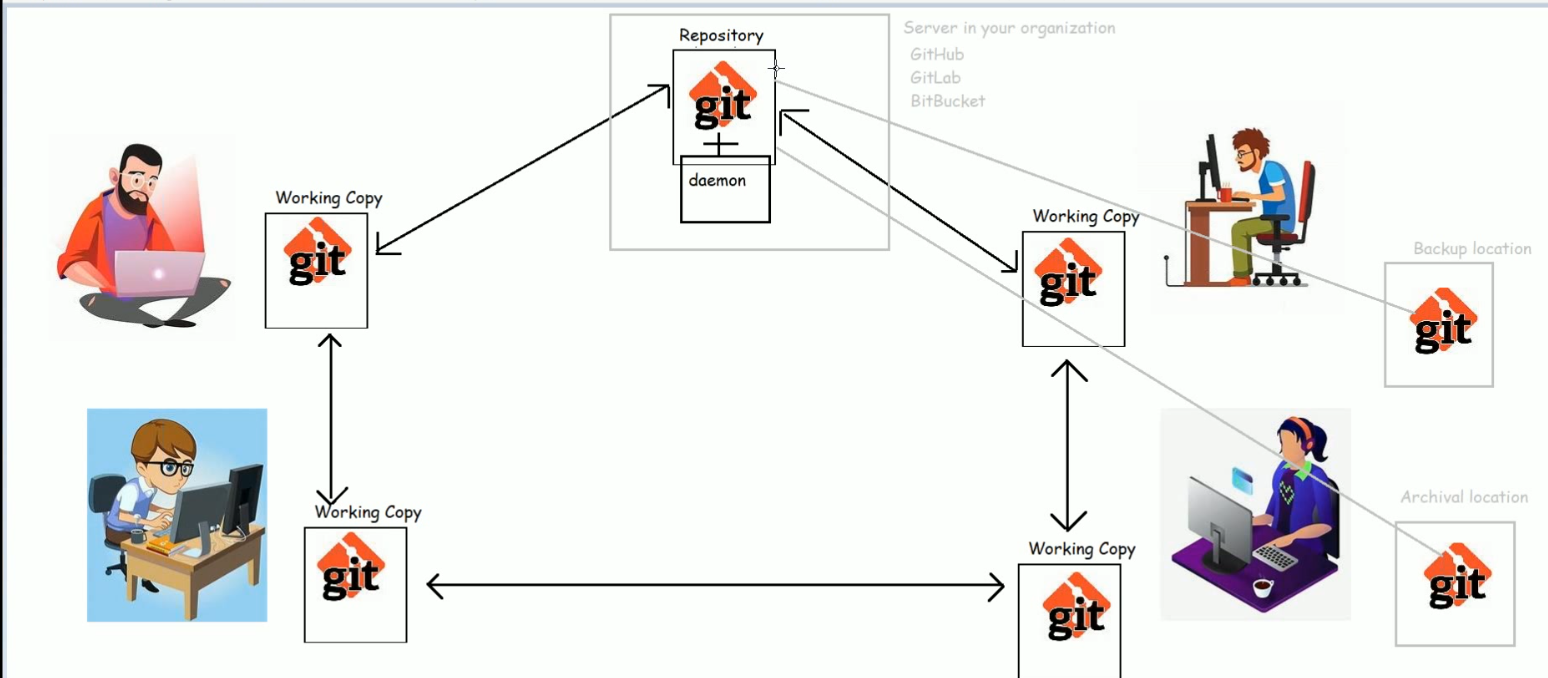 Repository
git
daemon
Server in your organization
GitHub
GitLab
BitBucket
Working Copy
git
Working Copy
git
Backup location
git
Working Copy
git
Working Copy
git
Archival location
git